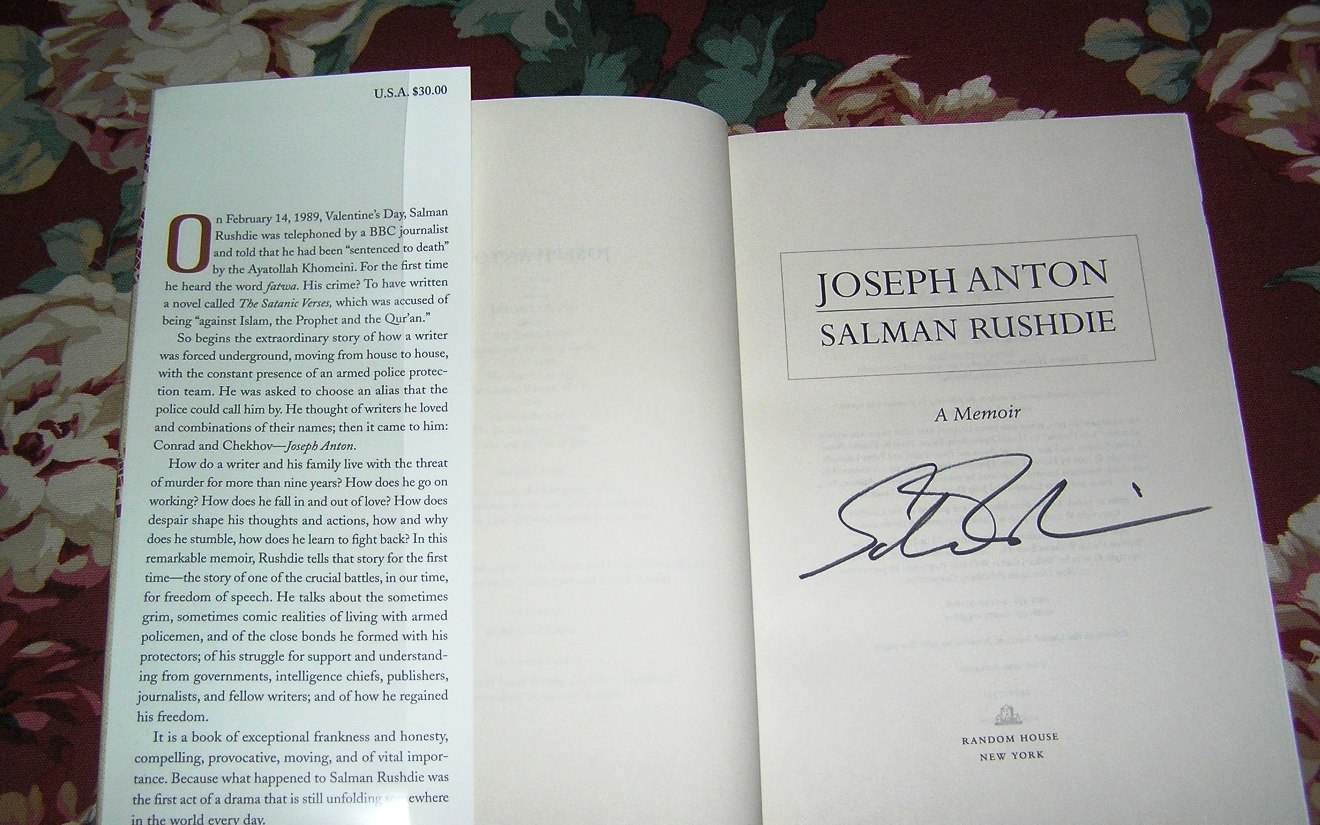 U.S.A. $30.00
On February 14, 1989, Valentine's Day, Salman
Rushdie was telephoned by a BBC journalist
and told that he had been “sentenced to death”
by the Ayatollah Khomeini. For the first time
he heard the word fatwa. His crime? To have written
a novel called The Satanic Verses, which was accused of
being “against Islam, the Prophet and the Qur'an.”
So begins the extraordinary story of how a writer
was forced underground, moving from house to house,
with the constant presence of an armed police protec-
tion team. He was asked to choose an alias that the
police could call him by. He thought of writers he loved
and combinations of their names; then it came to him:
Conrad and Chekhov—Joseph Anton.
How do a writer and his family live with the threat
of murder for more than nine years? How does he go on
working? How does he fall in and out of love? How does
despair shape his thoughts and actions, how and why
does he stumble, how does he learn to fight back? In this
remarkable memoir, Rushdie tells that story for the first
time—the story of one of the crucial battles, in our time,
for freedom of speech. He talks about the sometimes
grim, sometimes comic realities of living with armed
policemen, and of the close bonds he formed with his
protectors; of his struggle for support and understand-
ing from governments, intelligence chiefs, publishers,
journalists, and fellow writers; and of how he regained
his freedom.
It is a book of exceptional frankness and honesty,
compelling, provocative, moving, and of vital impor-
tance. Because what happened to Salman Rushdie was
the first act of a drama that is still unfolding somewhere
in the world every day.
JOSEPH ANTON
SALMAN RUSHDIE
A Memoir
RANDOM HOUSE
NEW YORK